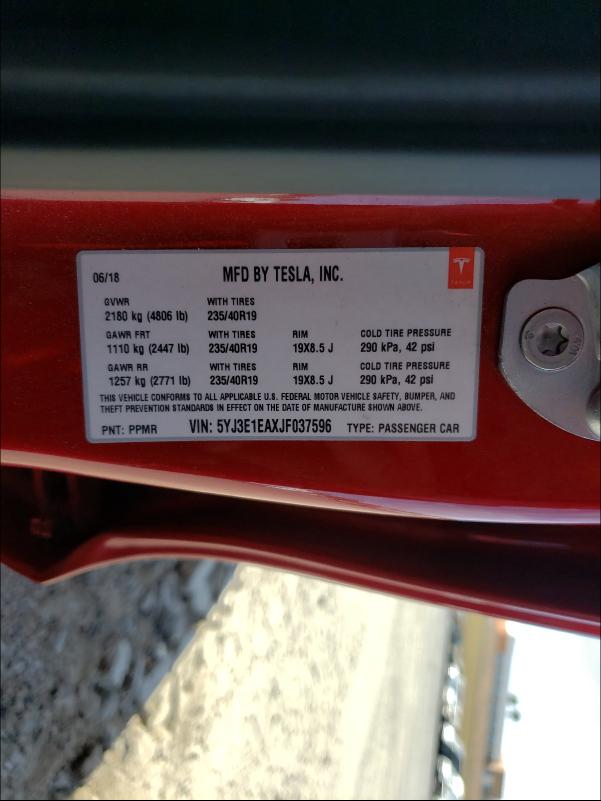 06/18 MFD BY TESLA, INC.
TESLA
GVWR WITH TIRES
2180 kg (4806 lb) 235/40R19
GAWR FRT WITH TIRES RIM COLD TIRE PRESSURE
1110 kg (2447 lb) 235/40R19 19X8.5 J 290 kPa, 42 psi
GAWR RR WITH TIRES RIM COLD TIRE PRESSURE
1257 kg (2771 lb) 235/40R19 19X8.5 J 290 kPa, 42 psi
THIS VEHICLE CONFORMS TO ALL APPLICABLE U.S. FEDERAL MOTOR VEHICLE SAFETY, BUMPER, AND
THEFT PREVENTION STANDARDS IN EFFECT ON THE DATE OF MANUFACTURE SHOWN ABOVE.
PNT: PPMR VIN: 5YJ3E1EAXJF037596 TYPE: PASSENGER CAR